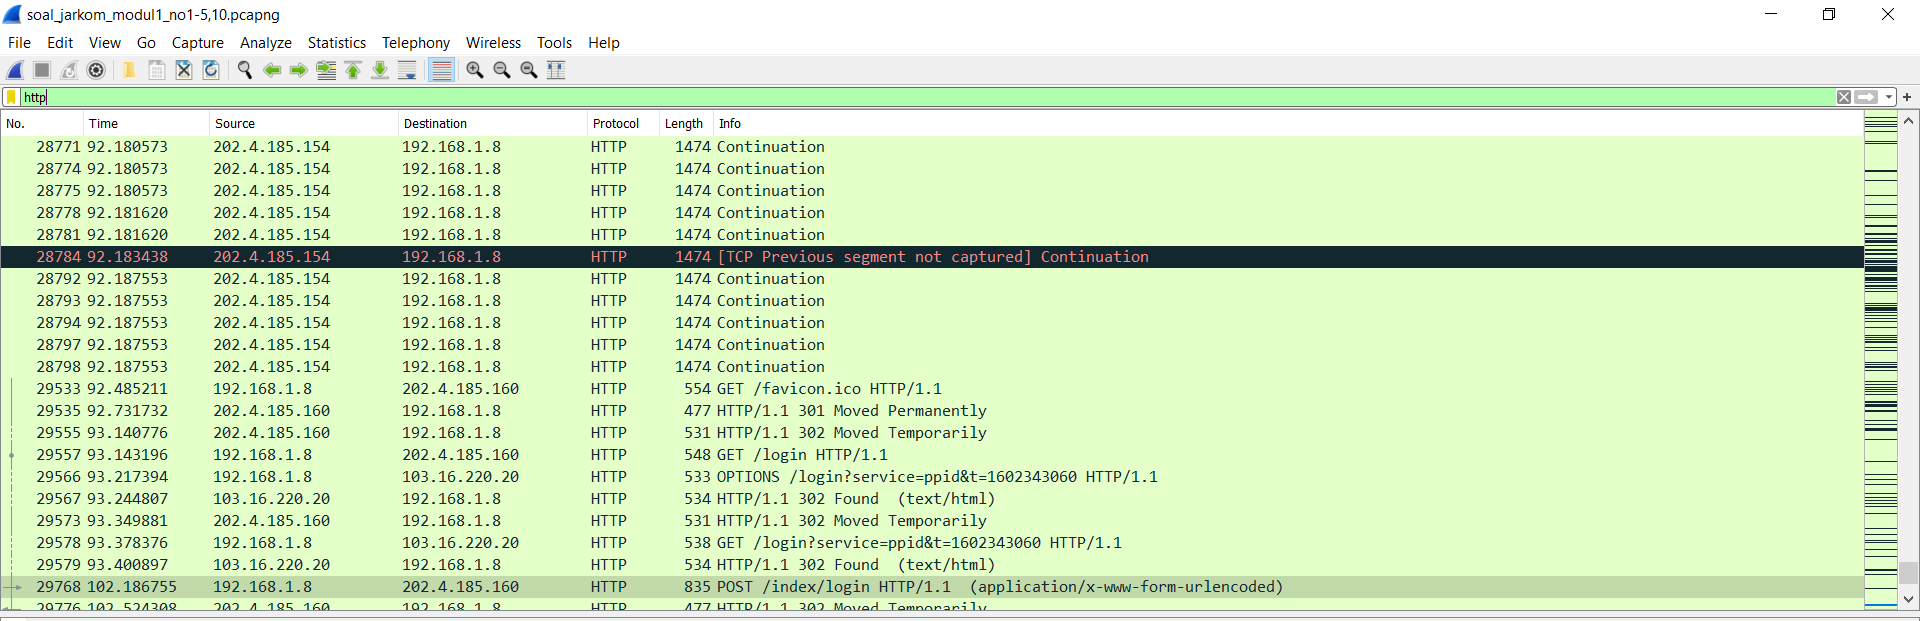 soal_jarkom_modul1_no1-5,10.pcapng
File Edit View Go Capture Analyze Statistics Telephony Wireless Tools Help
http
No. Time Source Destination Protocol Length Info
28771 92.180573 202.4.185.154 192.168.1.8 HTTP 1474 Continuation
28774 92.180573 202.4.185.154 192.168.1.8 HTTP 1474 Continuation
28775 92.180573 202.4.185.154 192.168.1.8 HTTP 1474 Continuation
28778 92.181620 202.4.185.154 192.168.1.8 HTTP 1474 Continuation
28781 92.181620 202.4.185.154 192.168.1.8 HTTP 1474 Continuation
28784 92.183438 202.4.185.154 192.168.1.8 HTTP 1474 [TCP Previous segment not captured] Continuation
28792 92.187553 202.4.185.154 192.168.1.8 HTTP 1474 Continuation
28793 92.187553 202.4.185.154 192.168.1.8 HTTP 1474 Continuation
28794 92.187553 202.4.185.154 192.168.1.8 HTTP 1474 Continuation
28797 92.187553 202.4.185.154 192.168.1.8 HTTP 1474 Continuation
28798 92.187553 202.4.185.154 192.168.1.8 HTTP 1474 Continuation
29533 92.485211 192.168.1.8 202.4.185.160 HTTP 554 GET /favicon.ico HTTP/1.1
29535 92.731732 202.4.185.160 192.168.1.8 HTTP 477 HTTP/1.1 301 Moved Permanently
29555 93.140776 202.4.185.160 192.168.1.8 HTTP 531 HTTP/1.1 302 Moved Temporarily
29557 93.143196 192.168.1.8 202.4.185.160 HTTP 548 GET /login HTTP/1.1
29566 93.217394 192.168.1.8 103.16.220.20 HTTP 533 OPTIONS /login?service=ppid&t=1602343060 HTTP/1.1
29567 93.244807 103.16.220.20 192.168.1.8 HTTP 534 HTTP/1.1 302 Found (text/html)
29573 93.349881 202.4.185.160 192.168.1.8 HTTP 531 HTTP/1.1 302 Moved Temporarily
29578 93.378376 192.168.1.8 103.16.220.20 HTTP 538 GET /login?service=ppid&t=1602343060 HTTP/1.1
29579 93.400897 103.16.220.20 192.168.1.8 HTTP 534 HTTP/1.1 302 Found (text/html)
29768 102.186755 192.168.1.8 202.4.185.160 HTTP 835 POST /index/login HTTP/1.1 (application/x-www-form-urlencoded)
29776 102.524308 202.4.185.160 192.168.1.8 HTTP 477 HTTP/1.1 302 Moved Temporarily